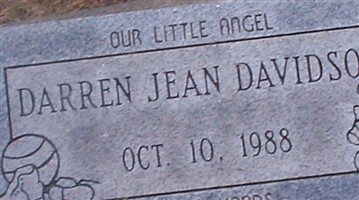 OUR LITTLE ANGEL
DARREN JEAN DAVIDSO
OCT. 10, 1988